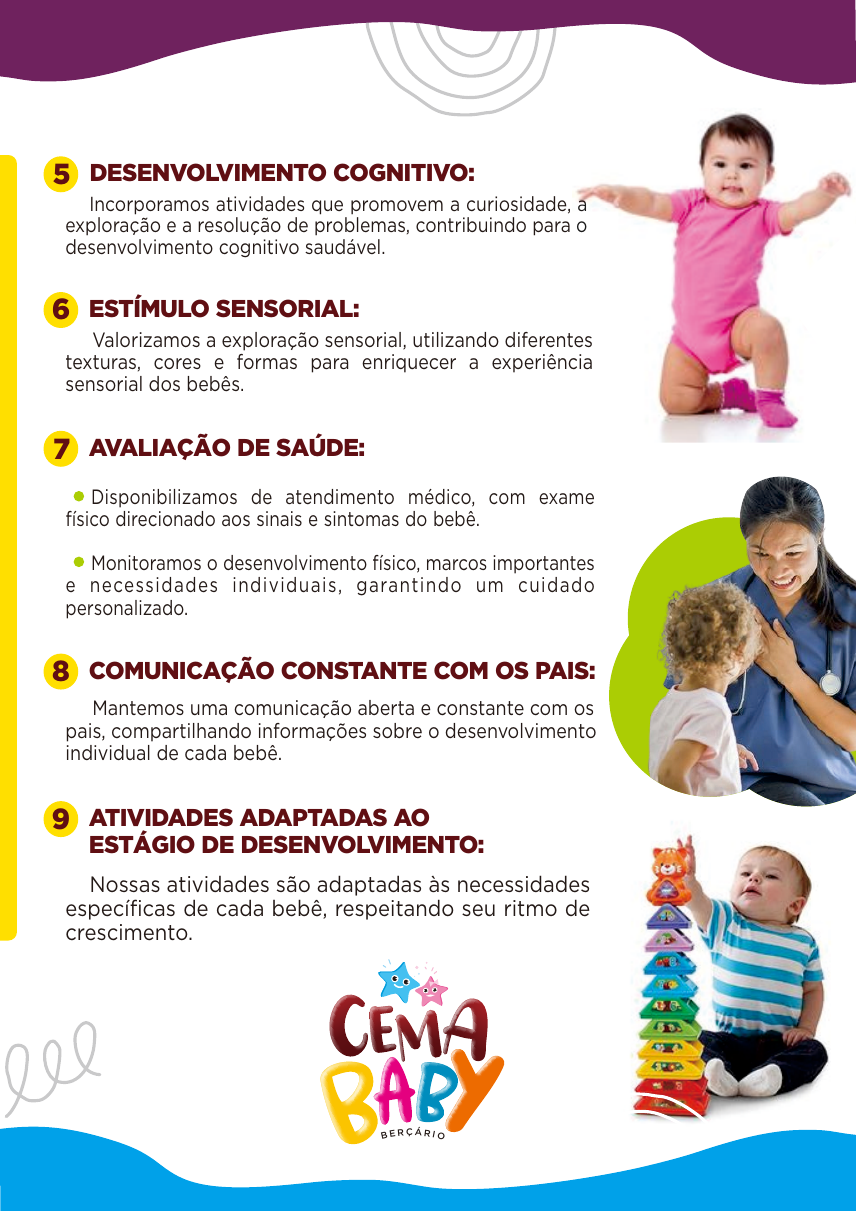 5 DESENVOLVIMENTO COGNITIVO:
Incorporamos atividades que promovem a curiosidade, a
exploração e a resolução de problemas, contribuindo para o
desenvolvimento cognitivo saudável.
6 ESTÍMULO SENSORIAL:
Valorizamos a exploração sensorial, utilizando diferentes
texturas, cores e formas para enriquecer a experiência
sensorial dos bebês.
7 AVALIAÇÃO DE SAÚDE:
• Disponibilizamos de atendimento médico, com exame
físico direcionado aos sinais e sintomas do bebê.
• Monitoramos o desenvolvimento físico, marcos importantes
e necessidades individuais, garantindo um cuidado
personalizado.
8 COMUNICAÇÃO CONSTANTE COM OS PAIS:
Mantemos uma comunicação aberta e constante com os
pais, compartilhando informações sobre o desenvolvimento
individual de cada bebê.
9 ATIVIDADES ADAPTADAS AO
ESTÁGIO DE DESENVOLVIMENTO:
Nossas atividades são adaptadas às necessidades
específicas de cada bebê, respeitando seu ritmo de
crescimento.
CEMA
BABY
BERÇÁRIO